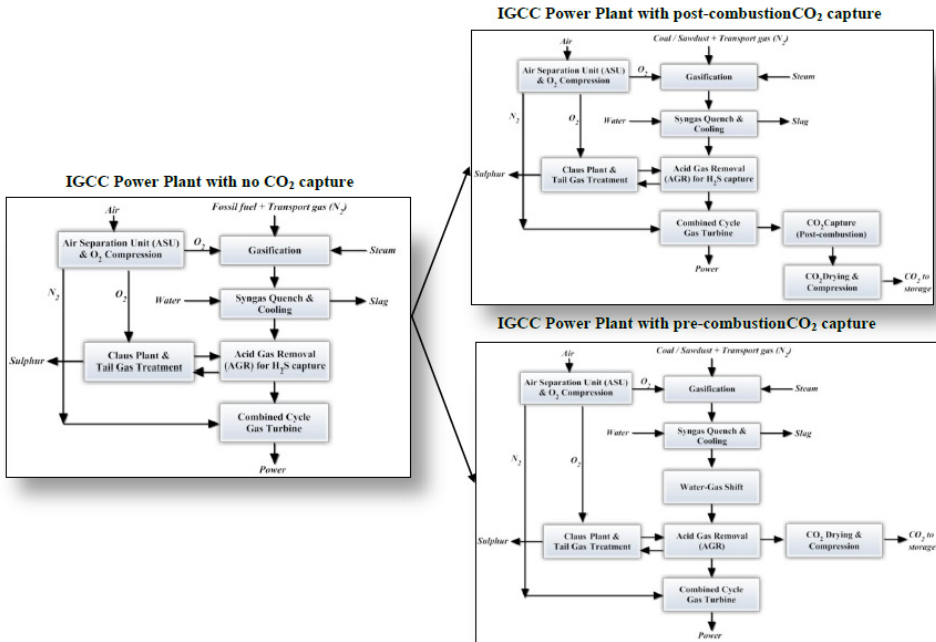 IGCC Power Plant with post-combustionCO₂ capture
Coal / Sawdust + Transport gas (N₂)
Air
Air Separation Unit (ASU)
& O₂ Compression
O₂
Gasification
Steam
N₂
O₂
Water
Syngas Quench &
Cooling
Slag
Sulphur
Claus Plant &
Tail Gas Treatment
Acid Gas Removal
(AGR) for H₂S capture
Combined Cycle
Gas Turbine
CO₂Capture
(Post-combustion)
Power
CO₂Drying &
Compression
CO₂ to
storage
IGCC Power Plant with no CO₂ capture
Fossil fuel + Transport gas (N₂)
Air
Air Separation Unit (ASU)
& O₂ Compression
O₂
Gasification
Steam
N₂
O₂
Water
Syngas Quench &
Cooling
Slag
Sulphur
Claus Plant &
Tail Gas Treatment
Acid Gas Removal
(AGR) for H₂S capture
Combined Cycle
Gas Turbine
Power
IGCC Power Plant with pre-combustionCO₂ capture
Coal / Sawdust + Transport gas (N₂)
Air
Air Separation Unit (ASU)
& O₂ Compression
O₂
Gasification
Steam
Water
Syngas Quench &
Cooling
Slag
N₂
O₂
Water-Gas Shift
Sulphur
Claus Plant &
Tail Gas Treatment
Acid Gas Removal
(AGR)
CO₂ Drying &
Compression
CO₂ to
storage
Combined Cycle
Gas Turbine
Power